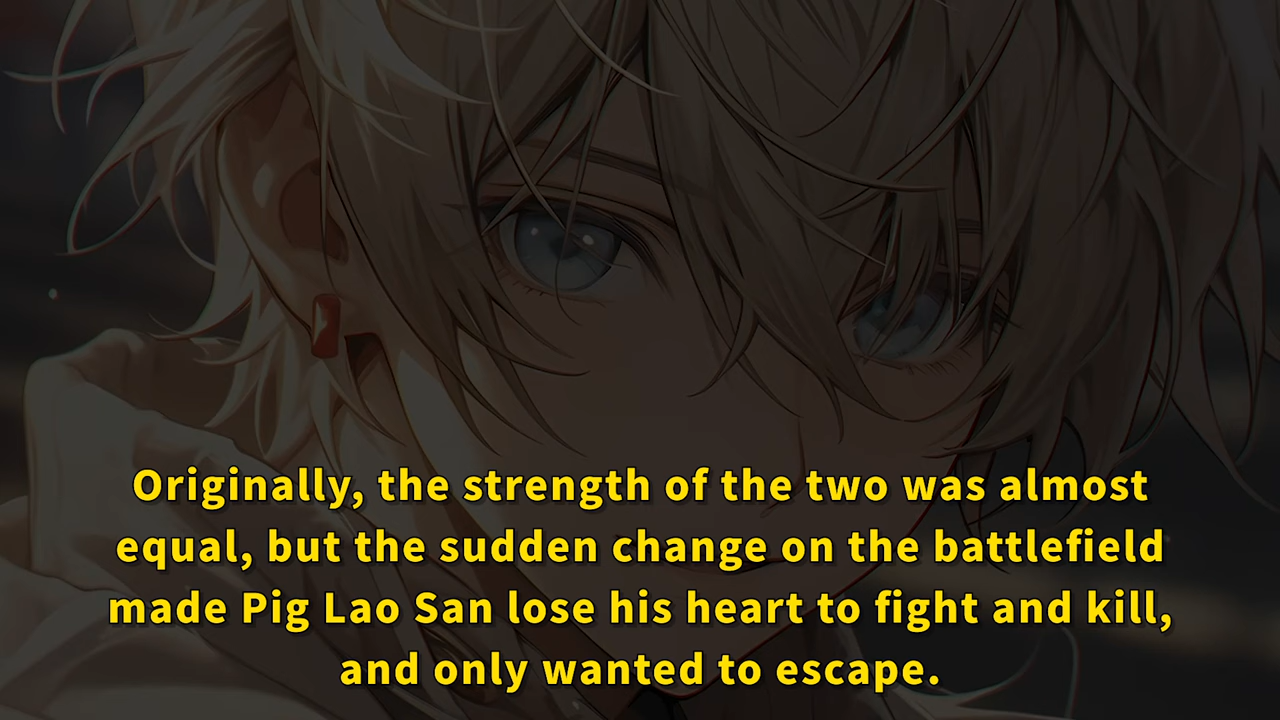 Originally, the strength of the two was almost
equal, but the sudden change on the battlefield
made Pig Lao San lose his heart to fight and kill,
and only wanted to escape.